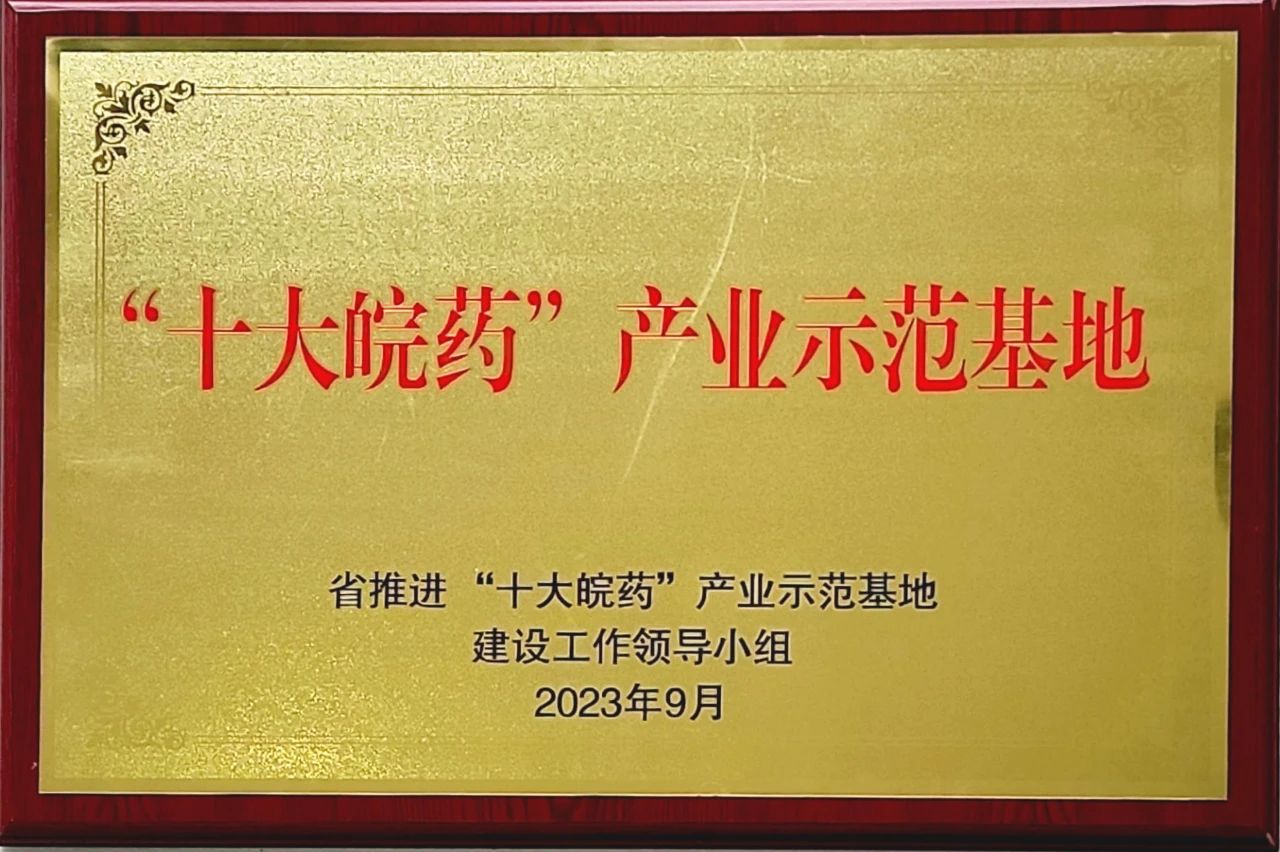 “十大皖药”产业示范基地
省推进“十大皖药”产业示范基地
建设工作领导小组
2023年9月